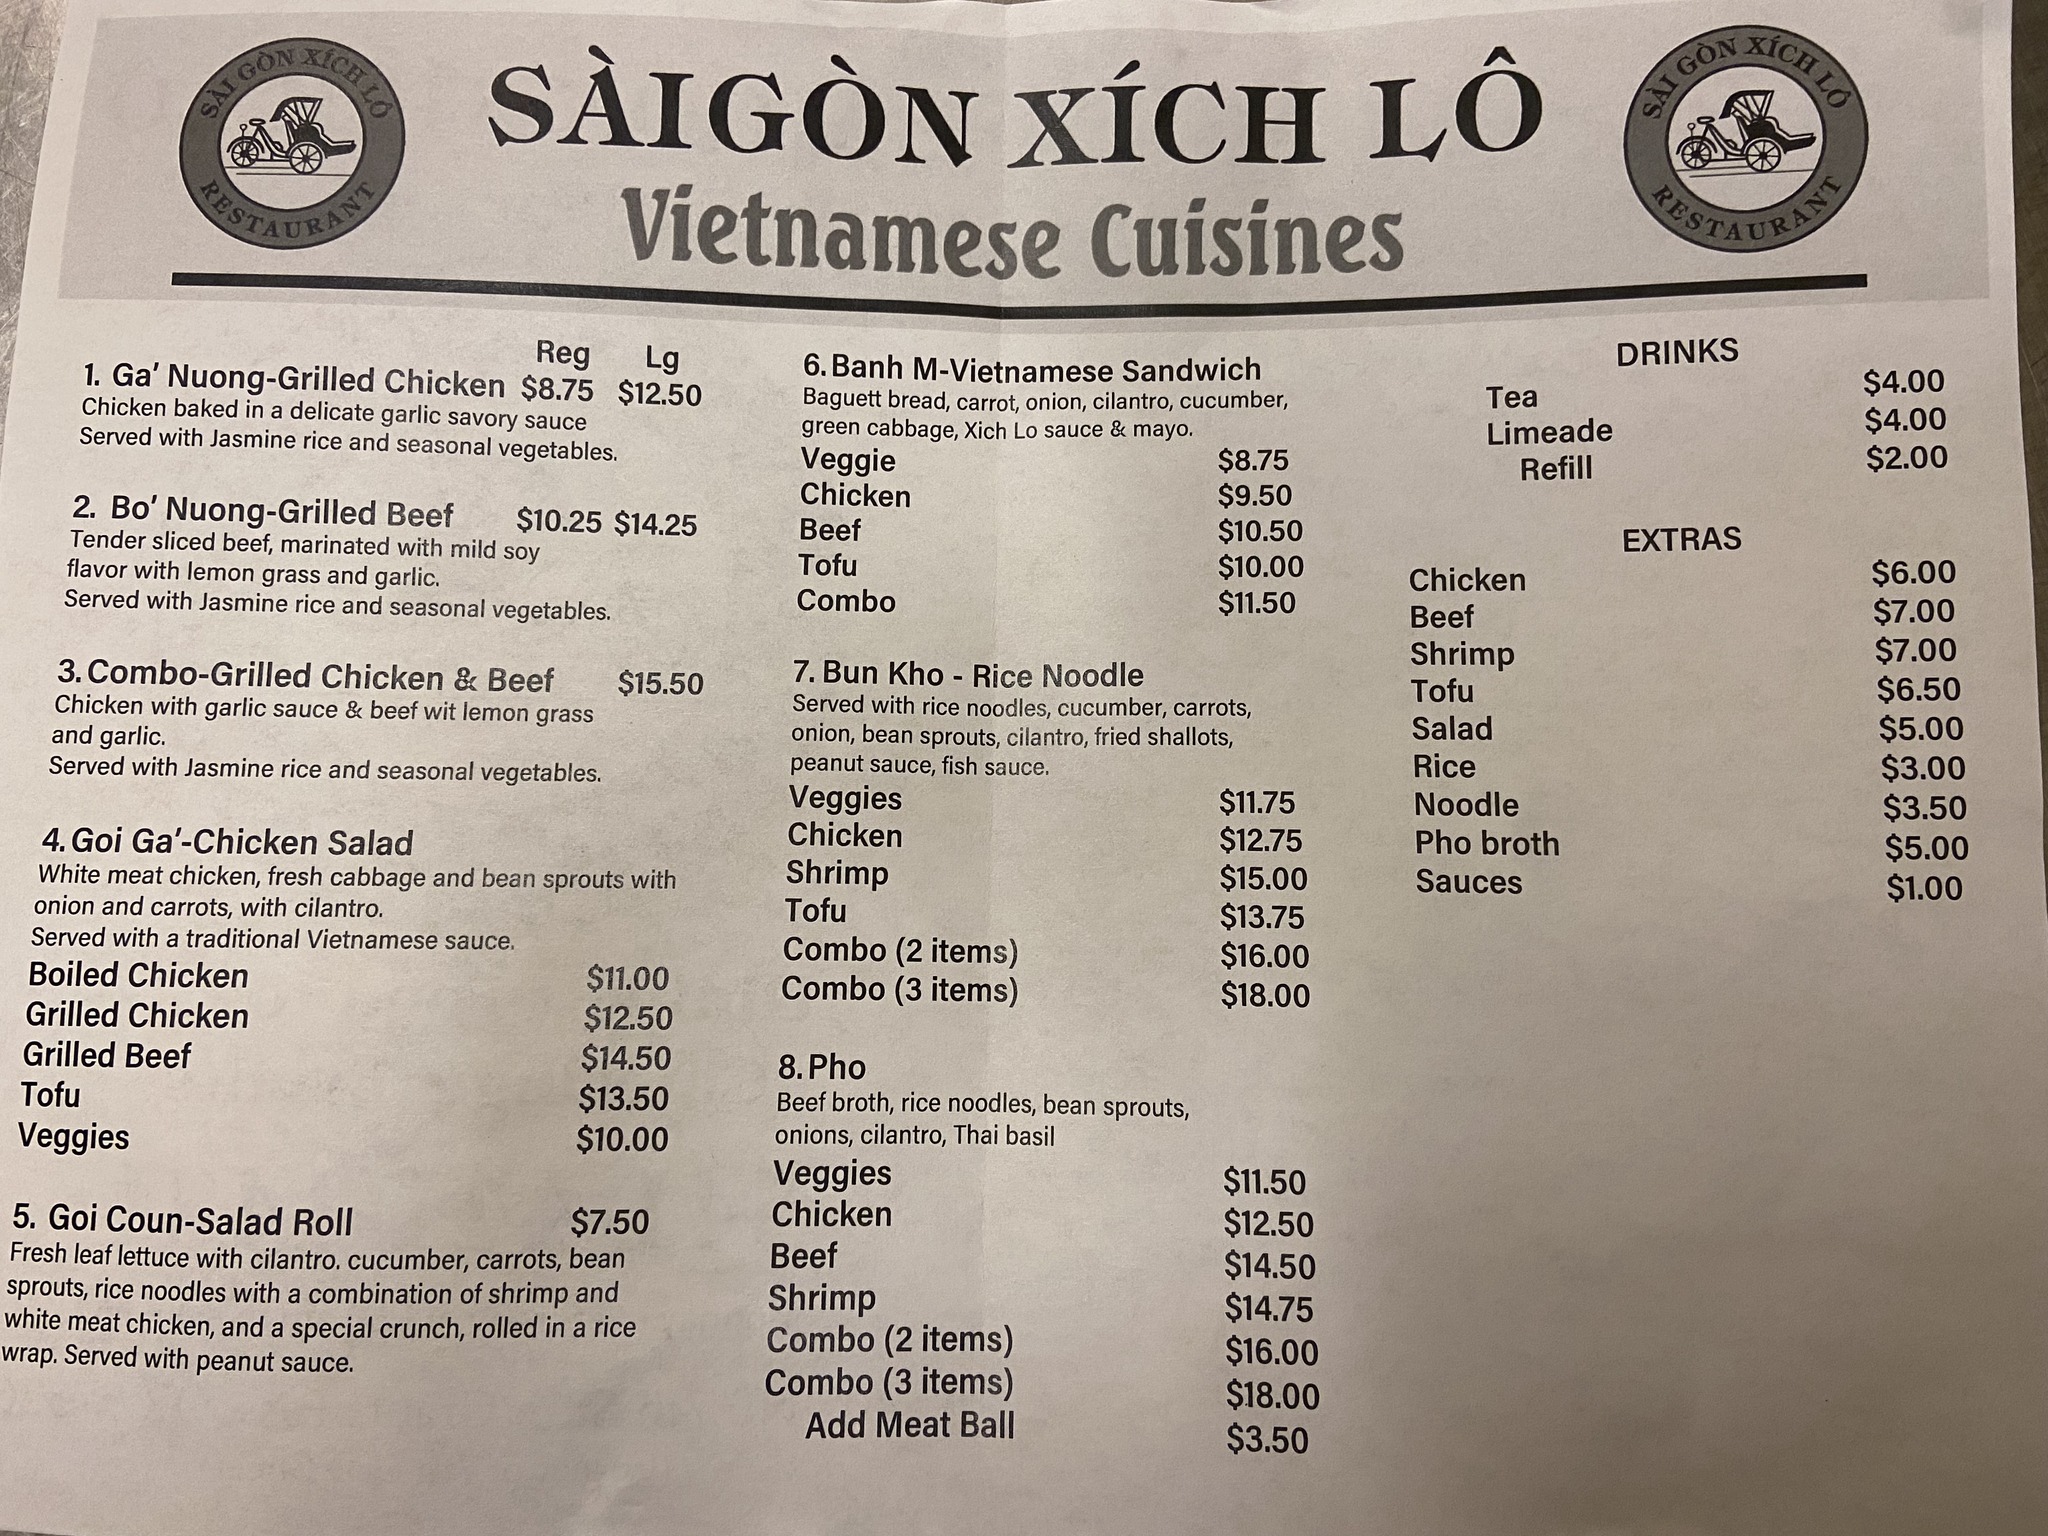 SÀI GÒN XÍCH LÔ
RESTAURANT
SÀIGÒN XÍCH LÔ
Vietnamese Cuisines
SÀI GÒN XÍCH LÔ
RESTAURANT
Reg Lg
1. Ga' Nuong-Grilled Chicken $8.75 $12.50
Chicken baked in a delicate garlic savory sauce
Served with Jasmine rice and seasonal vegetables.
2. Bo' Nuong-Grilled Beef $10.25 $14.25
Tender sliced beef, marinated with mild soy
flavor with lemon grass and garlic.
Served with Jasmine rice and seasonal vegetables.
3. Combo-Grilled Chicken & Beef $15.50
Chicken with garlic sauce & beef wit lemon grass
and garlic.
Served with Jasmine rice and seasonal vegetables.
4. Goi Ga'-Chicken Salad
White meat chicken, fresh cabbage and bean sprouts with
onion and carrots, with cilantro.
Served with a traditional Vietnamese sauce.
Boiled Chicken $11.00
Grilled Chicken $12.50
Grilled Beef $14.50
Tofu $13.50
Veggies $10.00
5. Goi Coun-Salad Roll $7.50
Fresh leaf lettuce with cilantro. cucumber, carrots, bean
sprouts, rice noodles with a combination of shrimp and
white meat chicken, and a special crunch, rolled in a rice
wrap. Served with peanut sauce.
6. Banh M-Vietnamese Sandwich
Baguett bread, carrot, onion, cilantro, cucumber,
green cabbage, Xich Lo sauce & mayo.
Veggie $8.75
Chicken $9.50
Beef $10.50
Tofu $10.00
Combo $11.50
7. Bun Kho - Rice Noodle
Served with rice noodles, cucumber, carrots,
onion, bean sprouts, cilantro, fried shallots,
peanut sauce, fish sauce.
Veggies $11.75
Chicken $12.75
Shrimp $15.00
Tofu $13.75
Combo (2 items) $16.00
Combo (3 items) $18.00
8. Pho
Beef broth, rice noodles, bean sprouts,
onions, cilantro, Thai basil
Veggies $11.50
Chicken $12.50
Beef $14.50
Shrimp $14.75
Combo (2 items) $16.00
Combo (3 items) $18.00
Add Meat Ball $3.50
DRINKS
Tea $4.00
Limeade $4.00
Refill $2.00
EXTRAS
Chicken $6.00
Beef $7.00
Shrimp $7.00
Tofu $6.50
Salad $5.00
Rice $3.00
Noodle $3.50
Pho broth $5.00
Sauces $1.00